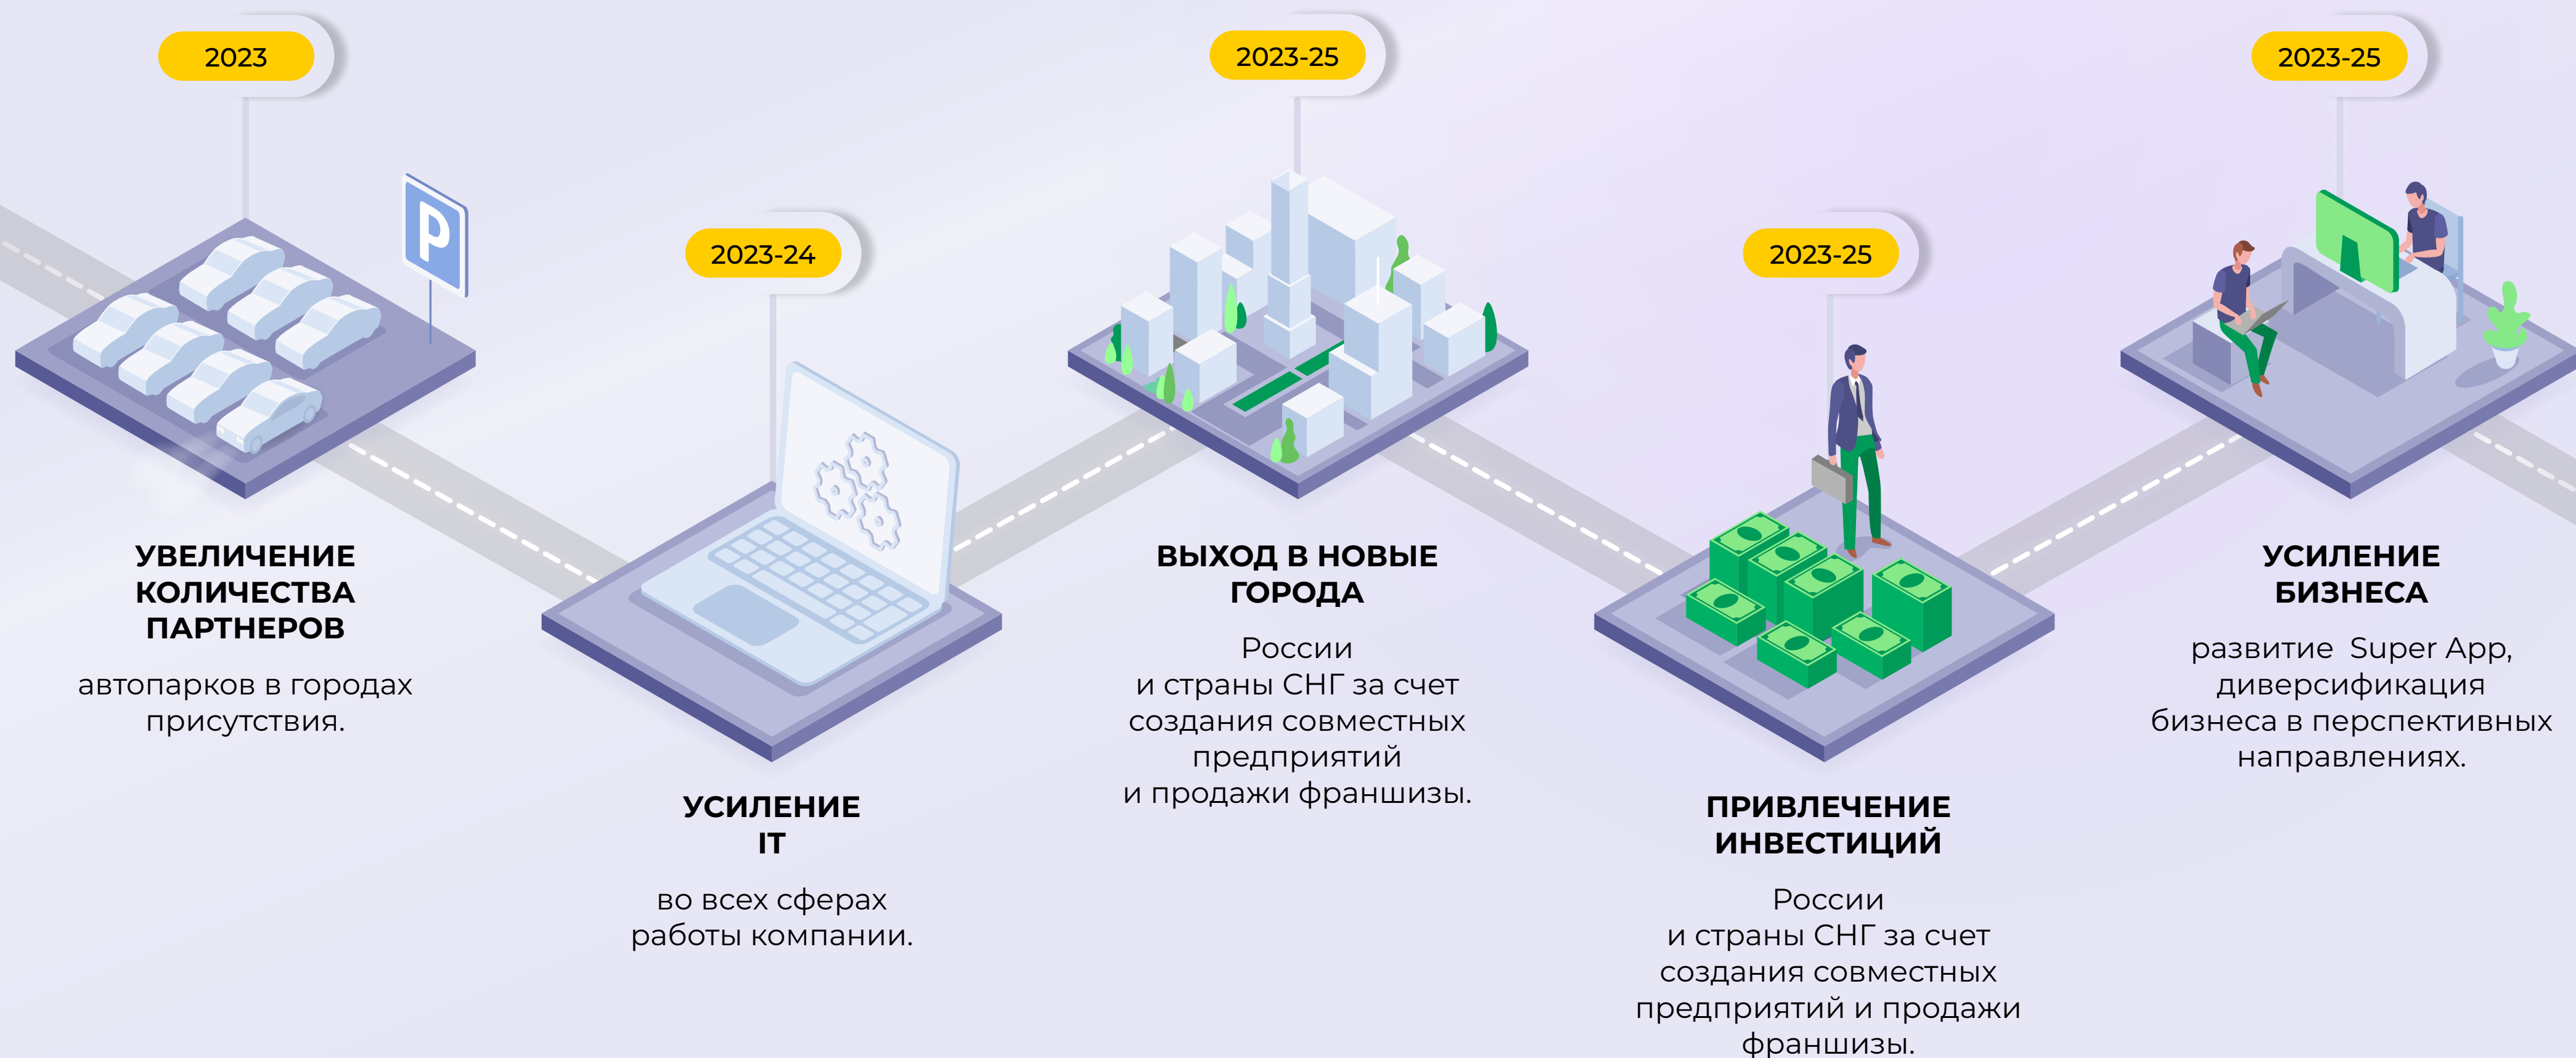 2023
УВЕЛИЧЕНИЕ
КОЛИЧЕСТВА
ПАРТНЕРОВ
автопарков в городах
присутствия.
P
2023-24
УСИЛЕНИЕ
IT
во всех сферах
работы компании.
2023-25
ВЫХОД В НОВЫЕ
ГОРОДА
России
и страны СНГ за счет
создания совместных
предприятий
и продажи франшизы.
2023-25
ПРИВЛЕЧЕНИЕ
ИНВЕСТИЦИЙ
России
и страны СНГ за счет
создания совместных
предприятий и продажи
франшизы.
2023-25
УСИЛЕНИЕ
БИЗНЕСА
развитие  Super App,
диверсификация
бизнеса в перспективных
направлениях.